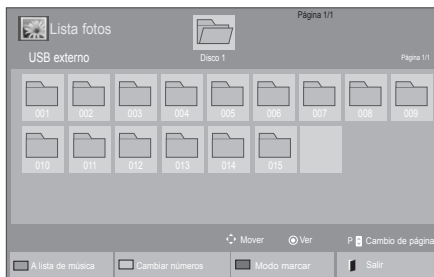 Página 1/1
Lista fotos
USB externo
Disco 1
Página 1/1
001 002 003 004 005 006 007 008 009
010 011 012 013 014 015
Mover Ver P Cambio de página
A lista de música Cambiar números Modo marcar Salir